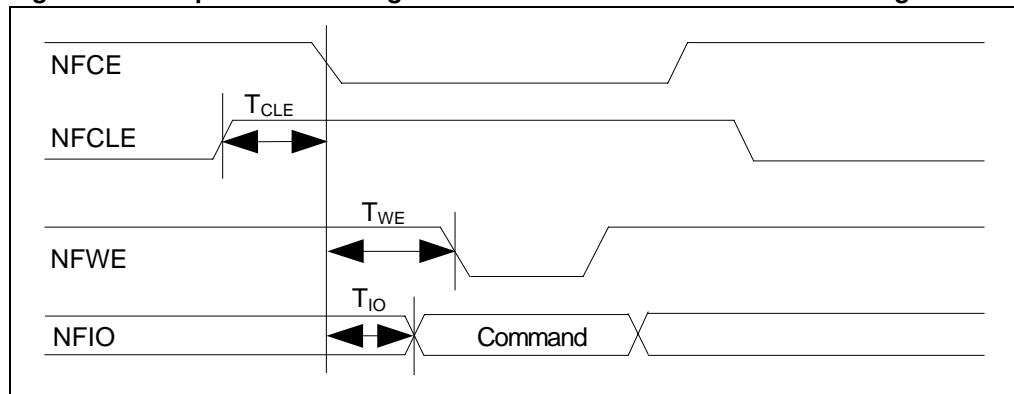 NFCE
T_CLE
NFCLE
T_WE
NFWE
T_IO
NFIO
Command